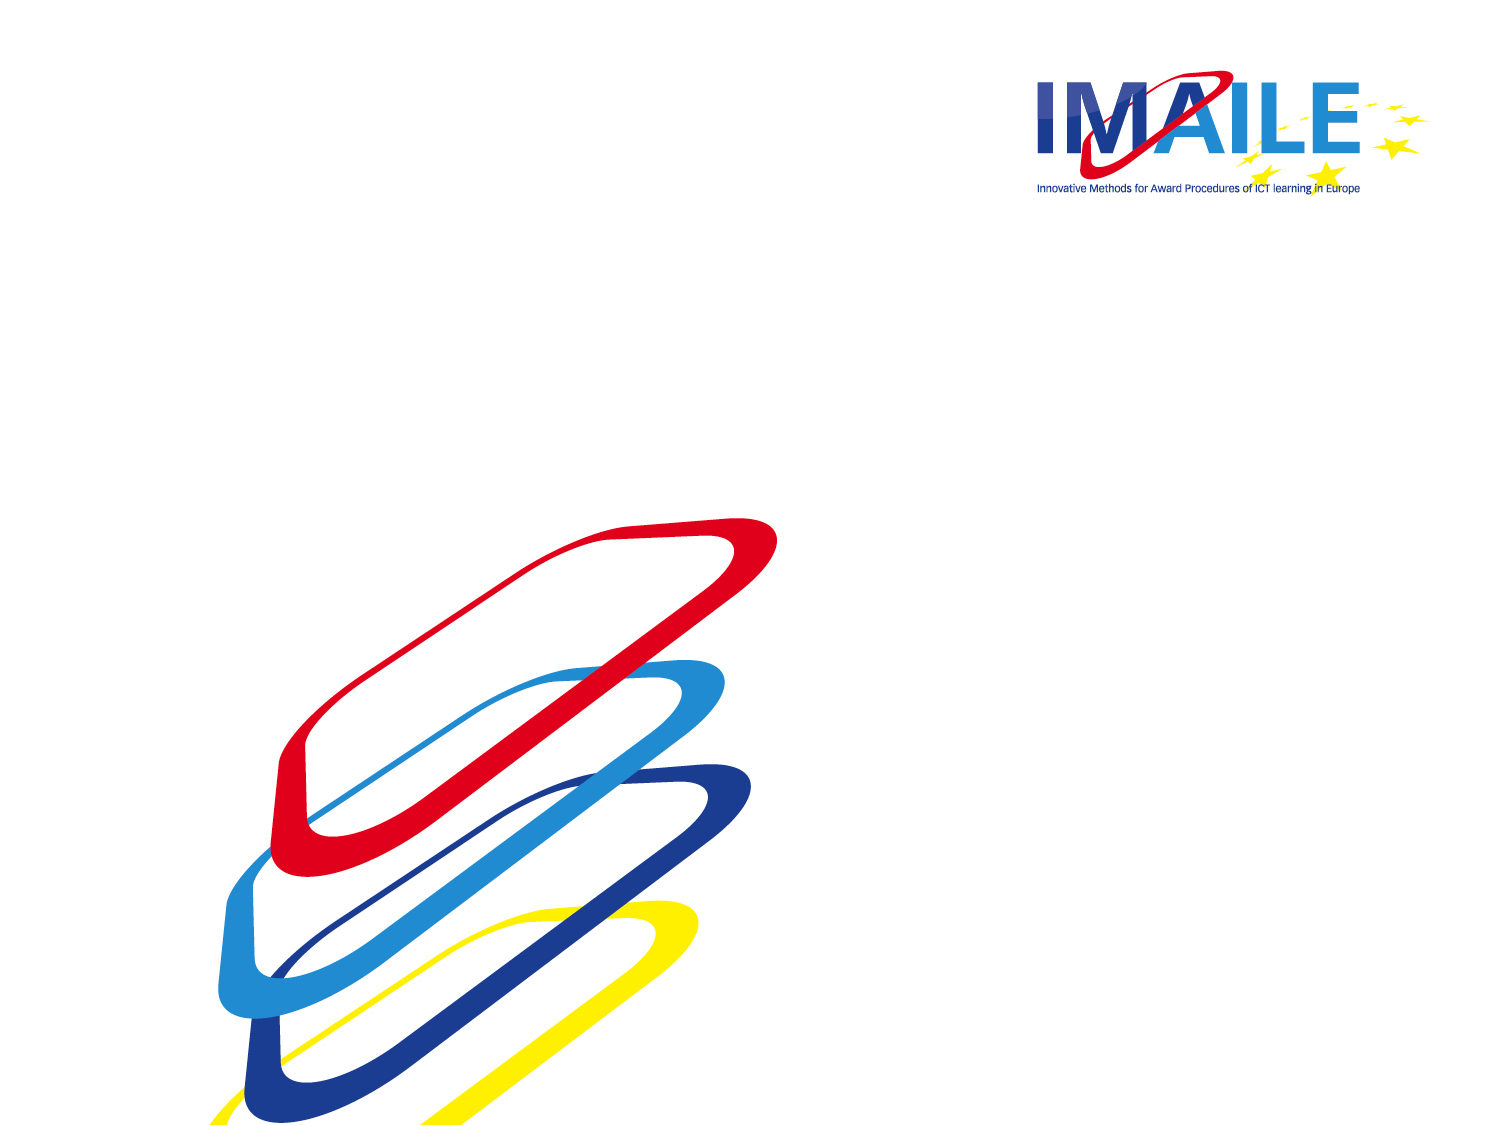 IMAILE
Innovative Methods for Award Procedures of ICT learning in Europe